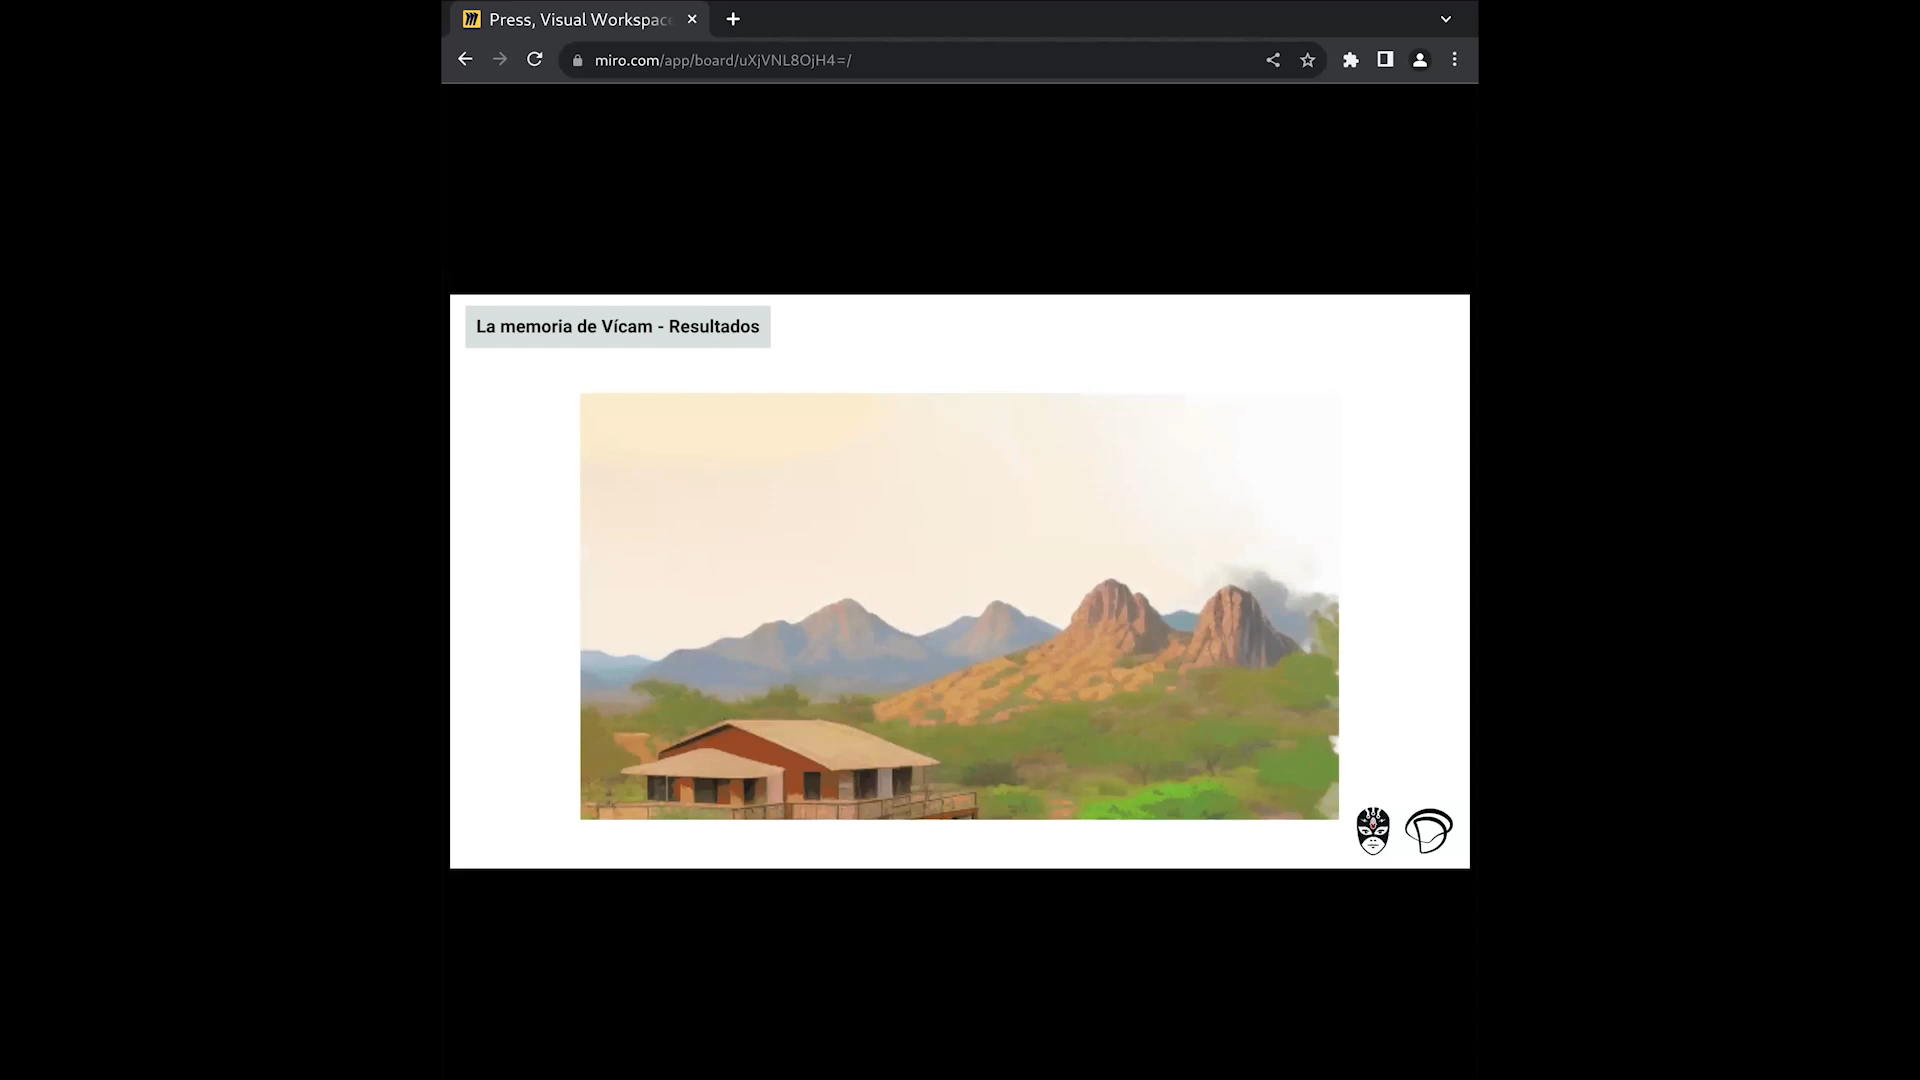 Press, Visual Workspac
miro.com/app/board/uXjVNL8OjH4=/
La memoria de Vícam - Resultados